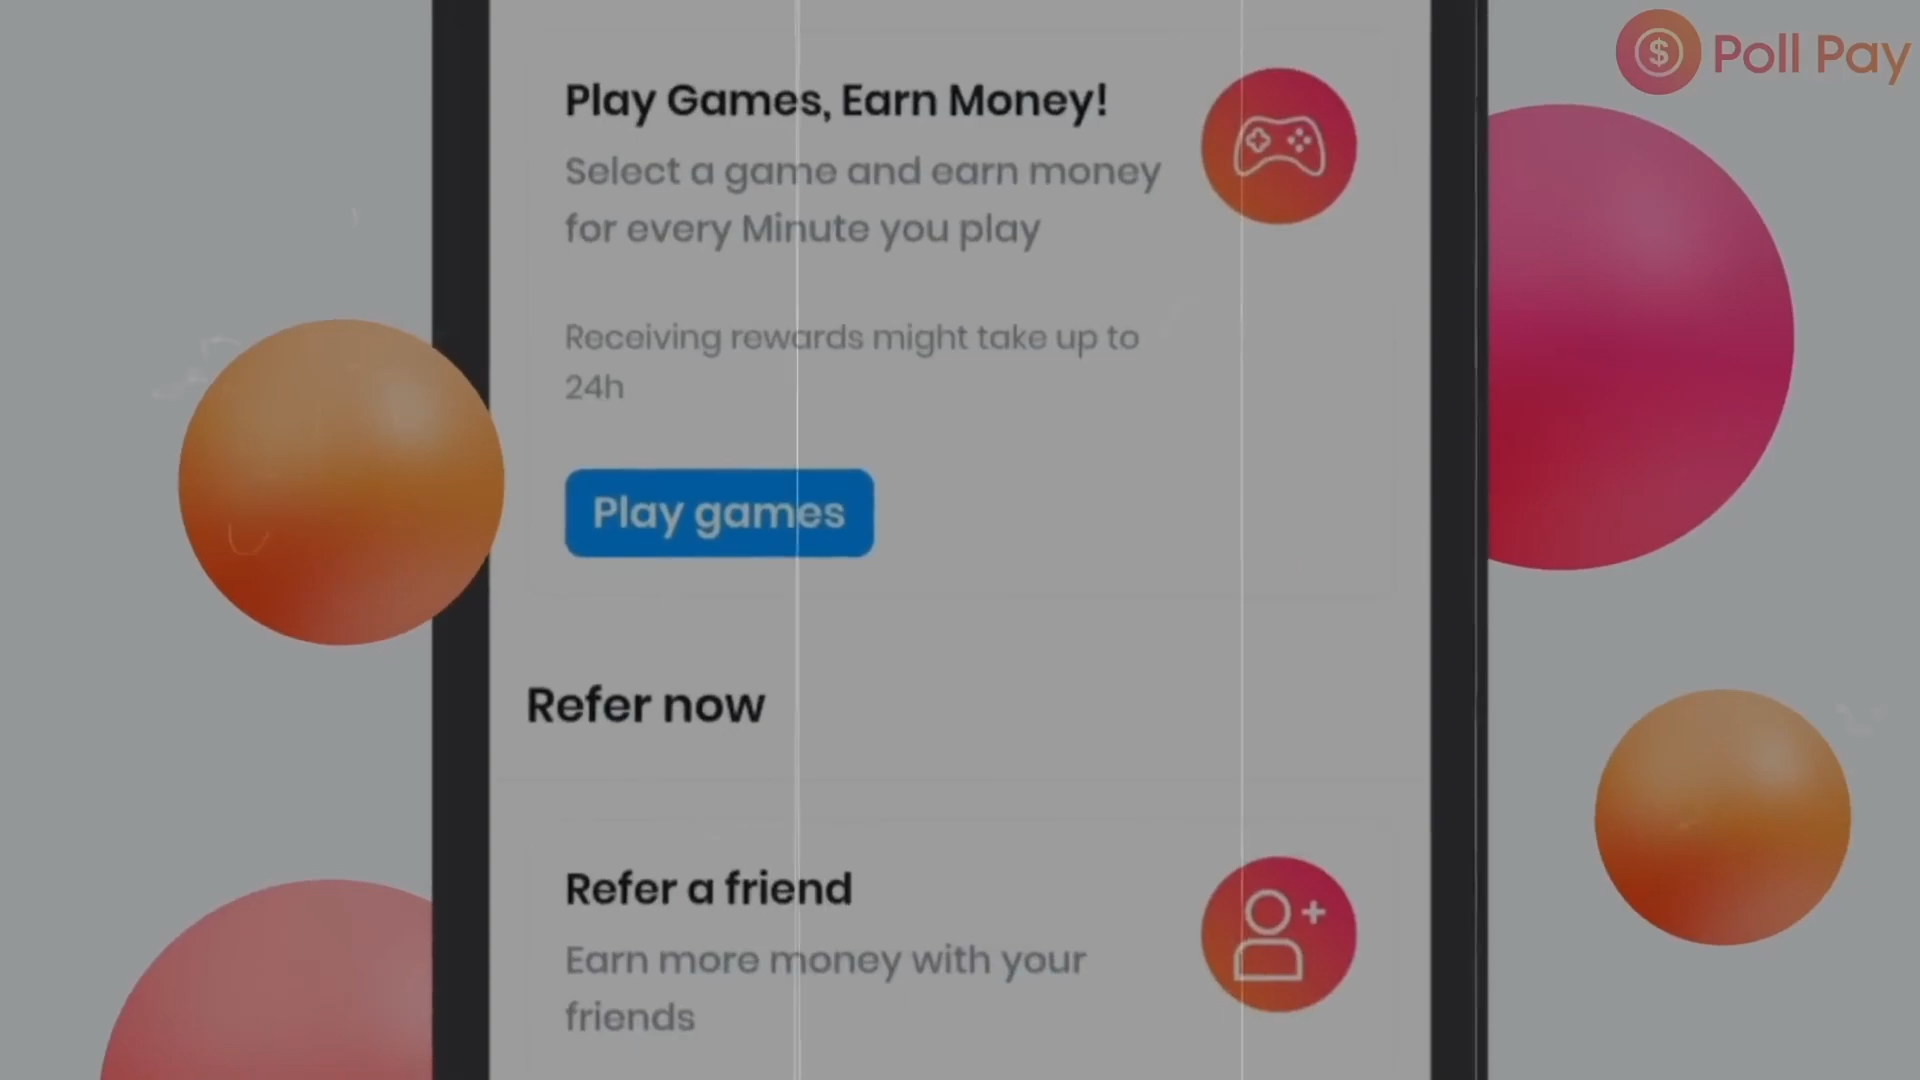 Poll Pay
Play Games, Earn Money!
Select a game and earn money
for every Minute you play
Receiving rewards might take up to
24h
Play games
Refer now
Refer a friend
Earn more money with your
friends